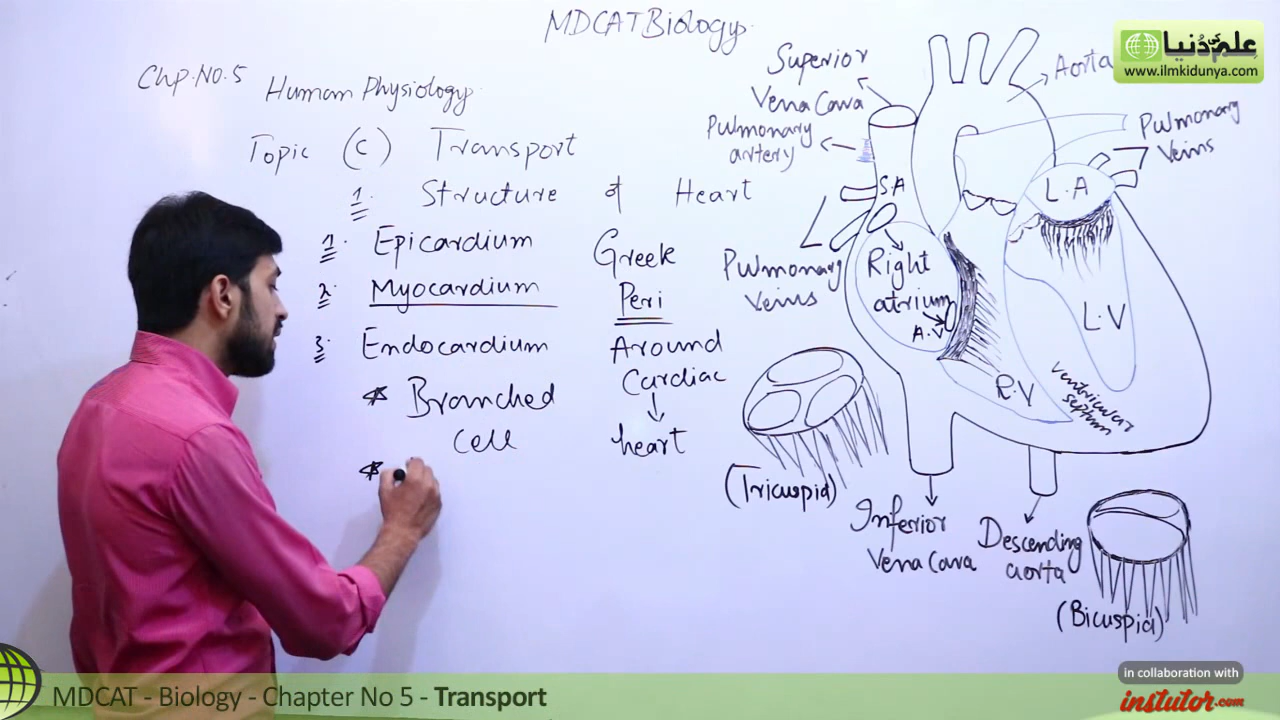 MDCAT Biology
Chp. No. 5
Human Physiology
Topic (C) Transport
1. Structure of Heart
1. Epicardium
2. Myocardium
3. Endocardium
Branched
Cell
Greek
Peri
Around
Cardiac
heart
Superior
Vena Cava
Pulmonary
artery
Aorta
Pulmonary
Veins
S.A
L.A
Pulmonary
Veins
Right
atrium
A.V
L.V
R.V
Ventricular
septum
(Tricuspid)
Inferior
Vena Cava
Descending
aorta
(Bicuspid)
علم کی دنیا
www.ilmkidunya.com
MDCAT - Biology - Chapter No 5 - Transport
in collaboration with
instutor.com